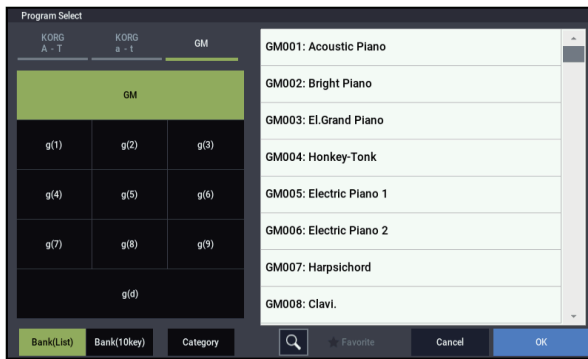 Program Select
KORG
A - T
KORG
a - t
GM
GM
g(1) g(2) g(3)
g(4) g(5) g(6)
g(7) g(8) g(9)
g(d)
GM001: Acoustic Piano
GM002: Bright Piano
GM003: El.Grand Piano
GM004: Honkey-Tonk
GM005: Electric Piano 1
GM006: Electric Piano 2
GM007: Harpsichord
GM008: Clavi.
Bank(List) Bank(10key) Category Favorite Cancel OK